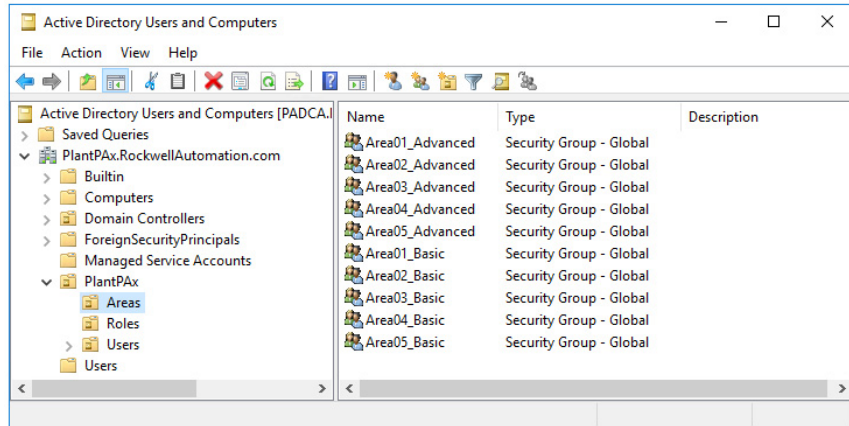 Active Directory Users and Computers
File Action View Help
Active Directory Users and Computers [PADCA.
Saved Queries
PlantPAx.RockwellAutomation.com
Builtin
Computers
Domain Controllers
ForeignSecurityPrincipals
Managed Service Accounts
PlantPAx
Areas
Roles
Users
Users
Name Type Description
Area01_Advanced Security Group - Global
Area02_Advanced Security Group - Global
Area03_Advanced Security Group - Global
Area04_Advanced Security Group - Global
Area05_Advanced Security Group - Global
Area01_Basic Security Group - Global
Area02_Basic Security Group - Global
Area03_Basic Security Group - Global
Area04_Basic Security Group - Global
Area05_Basic Security Group - Global